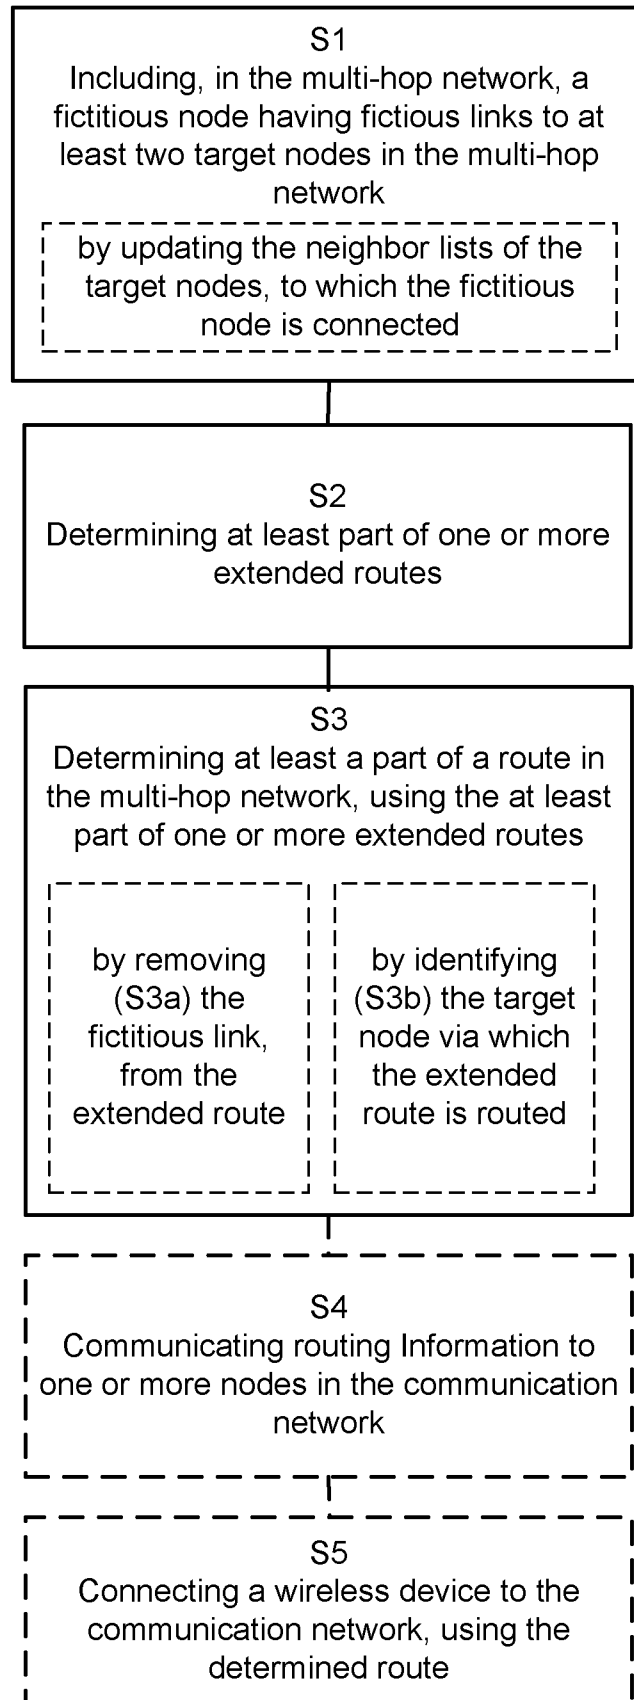 S1
Including, in the multi-hop network, a
fictitious node having fictious links to at
least two target nodes in the multi-hop
network
by updating the neighbor lists of the
target nodes, to which the fictitious
node is connected
S2
Determining at least part of one or more
extended routes
S3
Determining at least a part of a route in
the multi-hop network, using the at least
part of one or more extended routes
by removing
(S3a) the
fictitious link,
from the
extended route
by identifying
(S3b) the target
node via which
the extended
route is routed
S4
Communicating routing Information to
one or more nodes in the communication
network
S5
Connecting a wireless device to the
communication network, using the
determined route